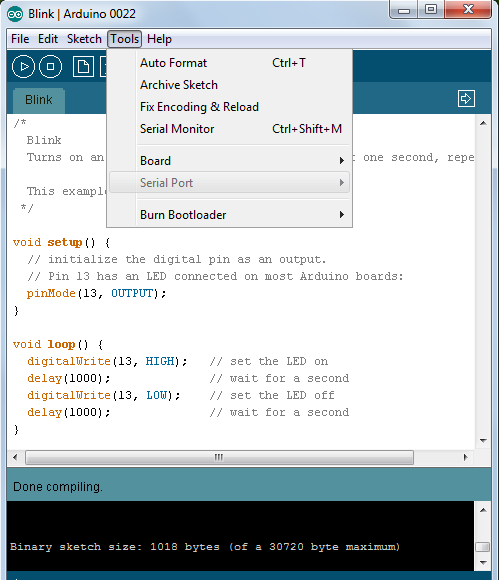 Blink | Arduino 0022
File Edit Sketch Tools Help
Auto Format Ctrl+T
Archive Sketch
Fix Encoding & Reload
Serial Monitor Ctrl+Shift+M
Board
Serial Port
Burn Bootloader
Blink
/*
Blink
Turns on an or one second, repe
This example
*/
void setup() {
// initialize the digital pin as an output.
// Pin 13 has an LED connected on most Arduino boards:
pinMode(13, OUTPUT);
}
void loop() {
digitalWrite(13, HIGH); // set the LED on
delay(1000); // wait for a second
digitalWrite(13, LOW); // set the LED off
delay(1000); // wait for a second
}
Done compiling.
Binary sketch size: 1018 bytes (of a 30720 byte maximum)